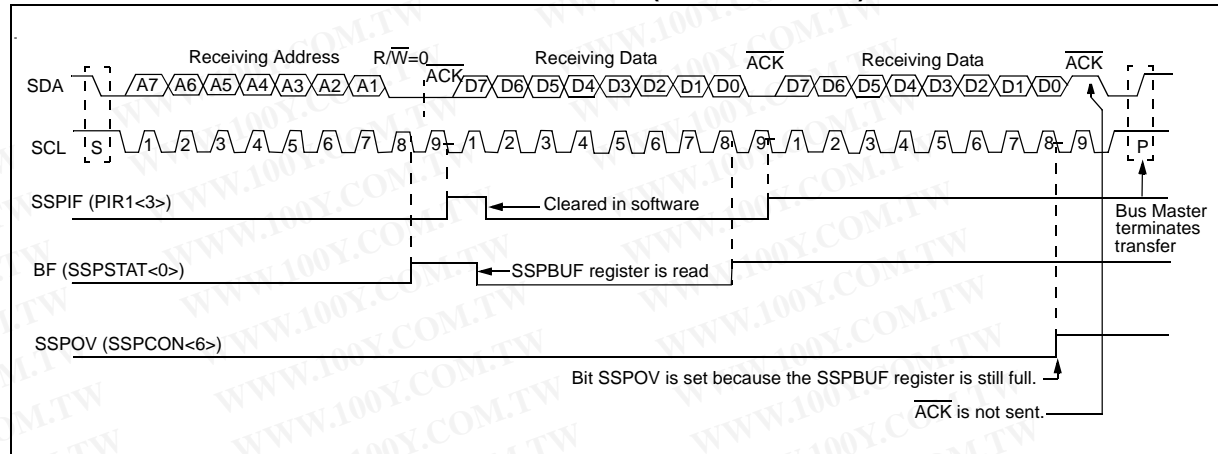 Receiving Address R/W=0 Receiving Data ACK Receiving Data ACK
ACK
SDA A7 A6 A5 A4 A3 A2 A1 D7 D6 D5 D4 D3 D2 D1 D0 D7 D6 D5 D4 D3 D2 D1 D0
SCL S 1 2 3 4 5 6 7 8 9 1 2 3 4 5 6 7 8 9 1 2 3 4 5 6 7 8 9 P
SSPIF (PIR1<3>)
Cleared in software
Bus Master
terminates
transfer
BF (SSPSTAT<0>)
SSPBUF register is read
SSPOV (SSPCON<6>)
Bit SSPOV is set because the SSPBUF register is still full.
ACK is not sent.
WWW.100Y.COM.TW